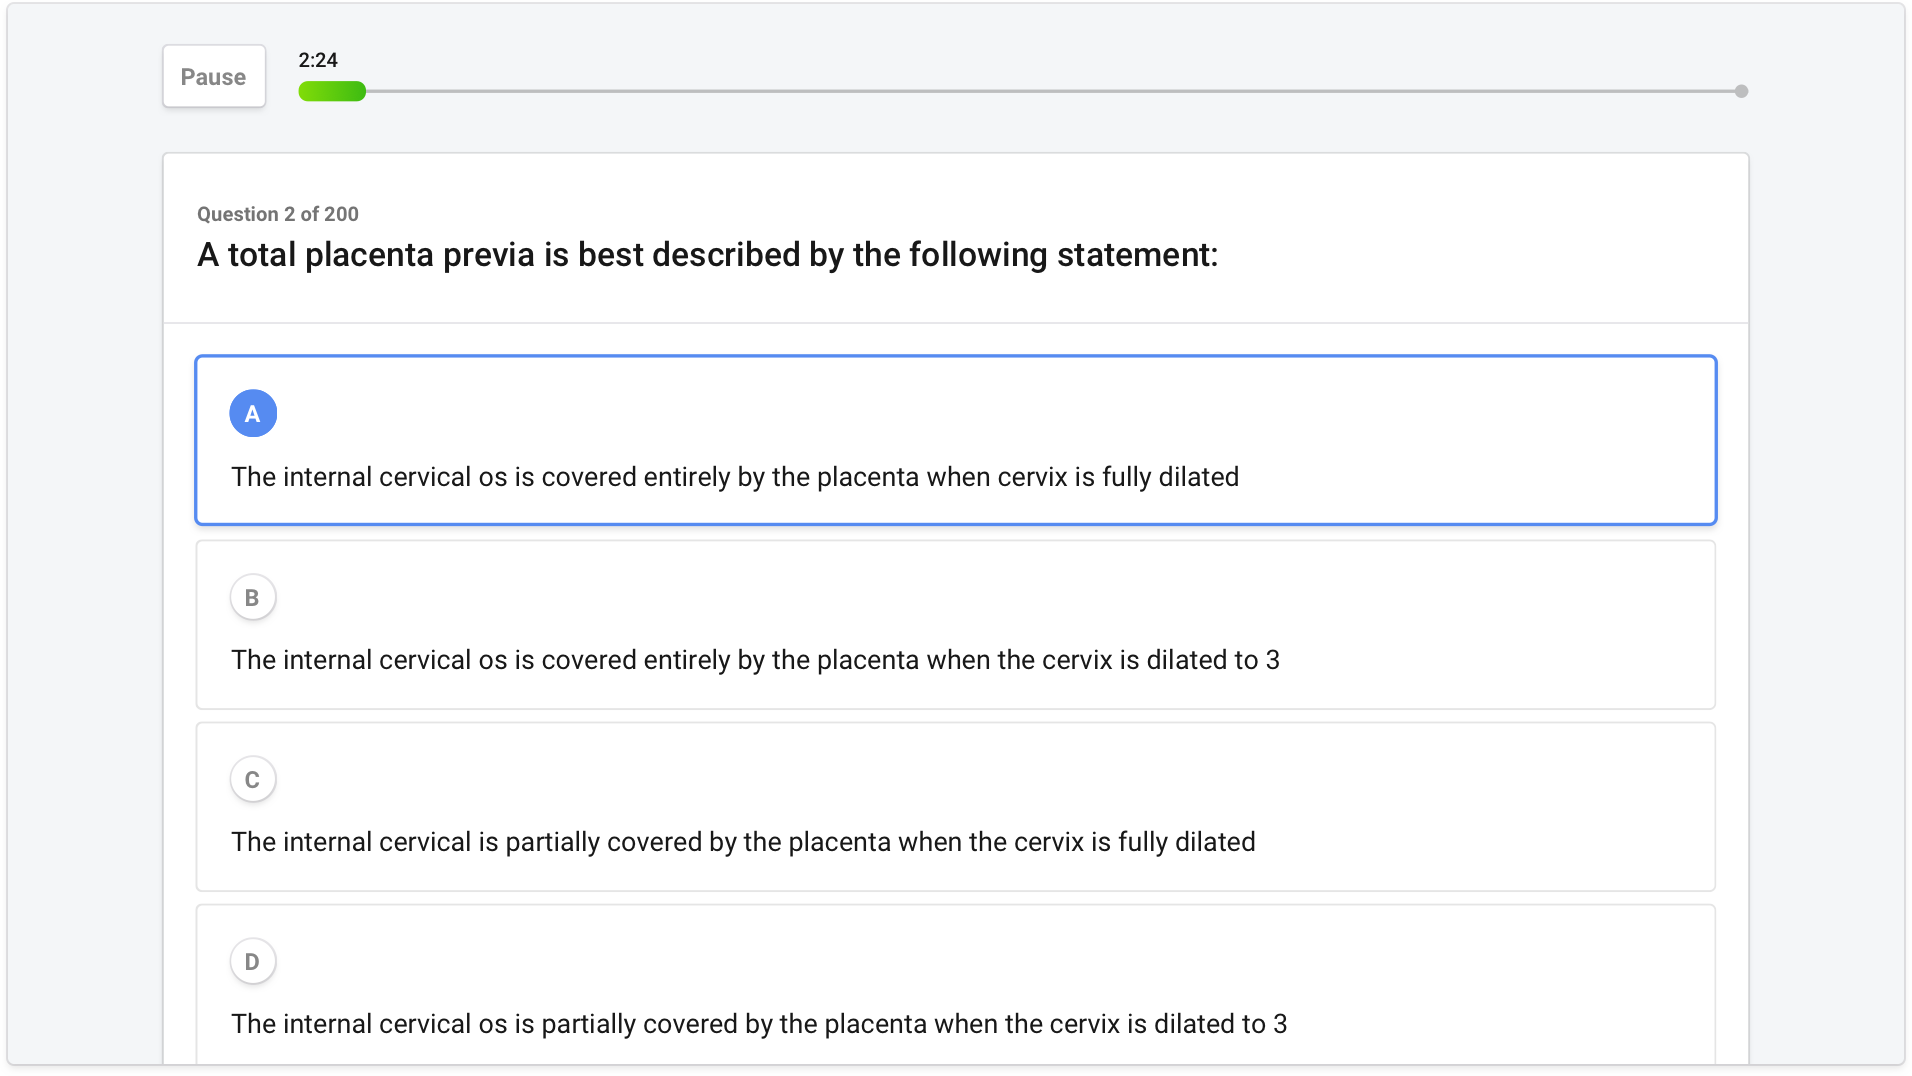 Pause
2:24
Question 2 of 200
A total placenta previa is best described by the following statement:
A
The internal cervical os is covered entirely by the placenta when cervix is fully dilated
B
The internal cervical os is covered entirely by the placenta when the cervix is dilated to 3
C
The internal cervical is partially covered by the placenta when the cervix is fully dilated
D
The internal cervical os is partially covered by the placenta when the cervix is dilated to 3